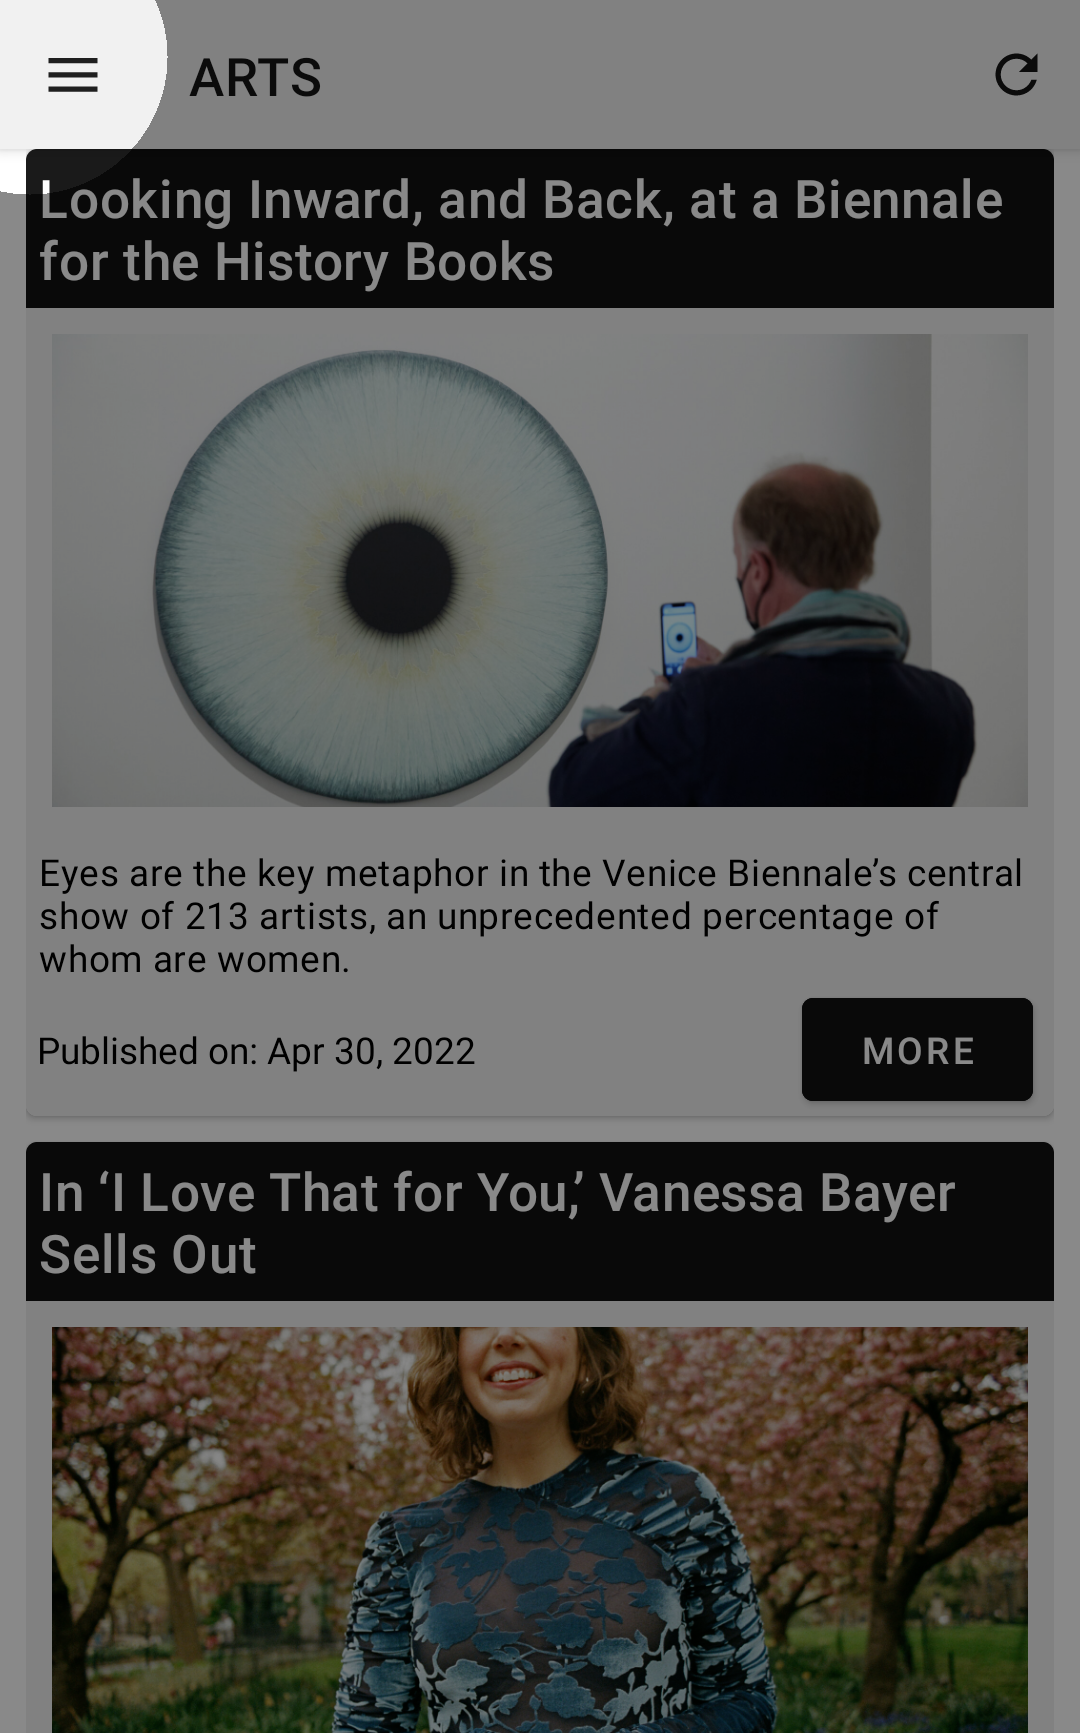 ARTS
Looking Inward, and Back, at a Biennale
for the History Books
Eyes are the key metaphor in the Venice Biennale’s central
show of 213 artists, an unprecedented percentage of
whom are women.
Published on: Apr 30, 2022
MORE
In ‘I Love That for You,’ Vanessa Bayer
Sells Out